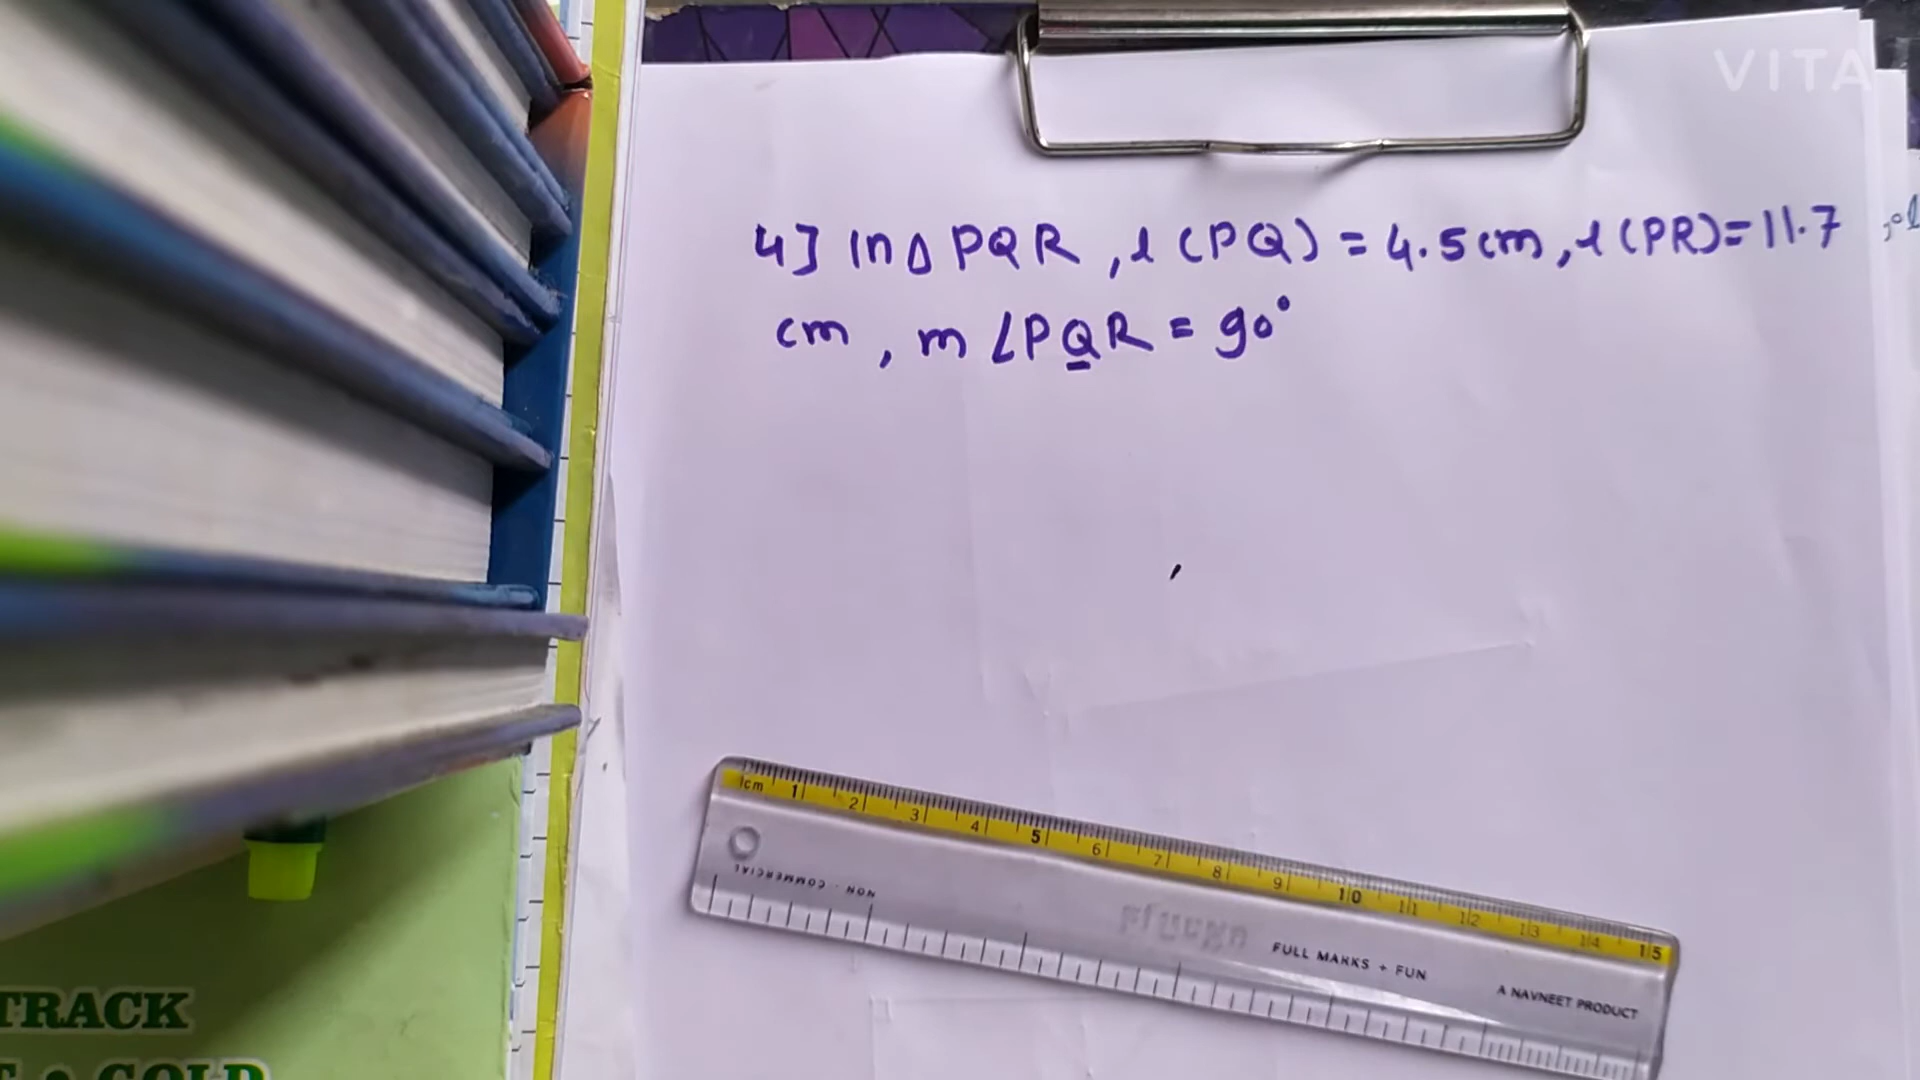 VITA
4] In △ PQR, l (PQ) = 4.5 cm, l (PR) = 11.7
cm, m ∠PQR = 90°
1cm 1 2 3 4 5 6 7 8 9 10 11 12 13 14 15
NON - COMMERCIAL
FULL MARKS + FUN
A NAVNEET PRODUCT
TRACK
GOLD